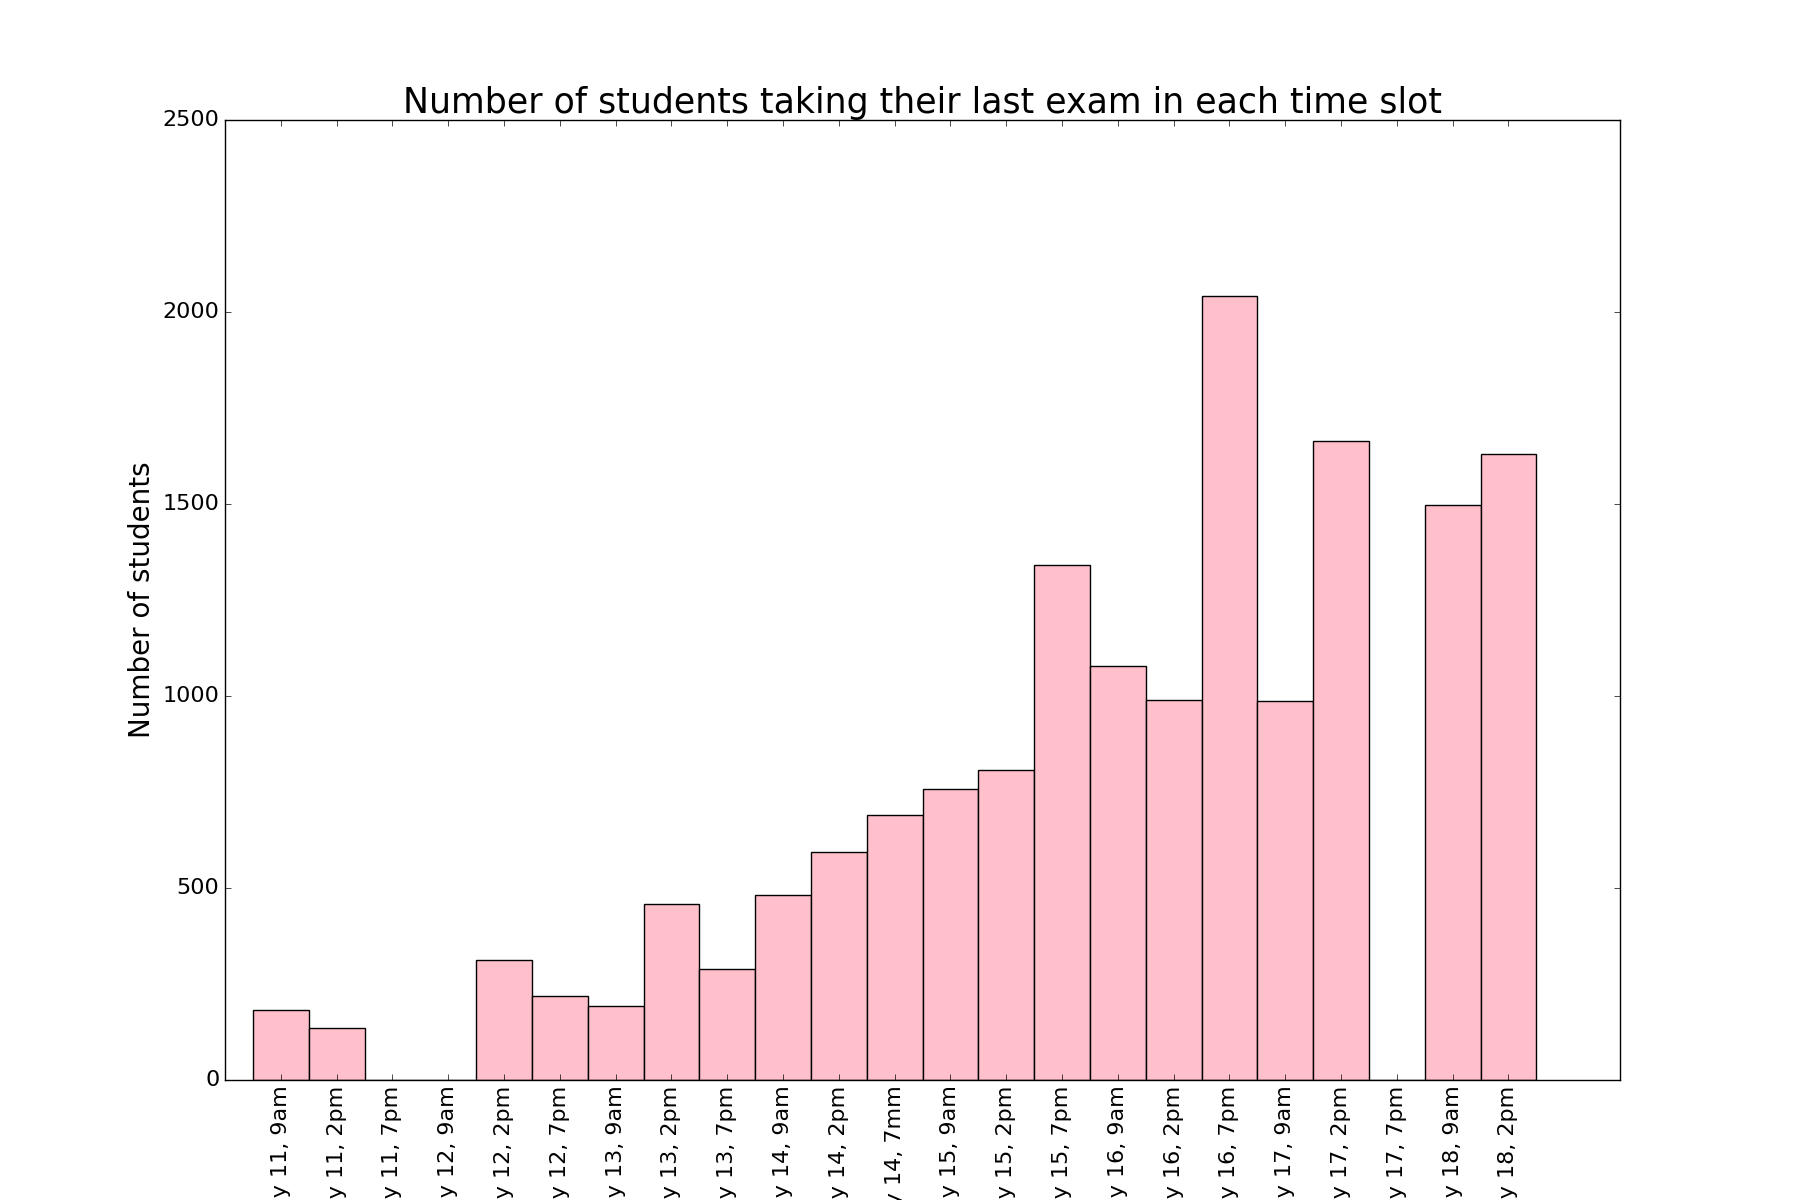 Number of students taking their last exam in each time slot
2500
2000
1500
1000
500
0
Number of students
y 11, 9am
y 11, 2pm
y 11, 7pm
y 12, 9am
y 12, 2pm
y 12, 7pm
y 13, 9am
y 13, 2pm
y 13, 7pm
y 14, 9am
y 14, 2pm
y 14, 7mm
y 15, 9am
y 15, 2pm
y 15, 7pm
y 16, 9am
y 16, 2pm
y 16, 7pm
y 17, 9am
y 17, 2pm
y 17, 7pm
y 18, 9am
y 18, 2pm